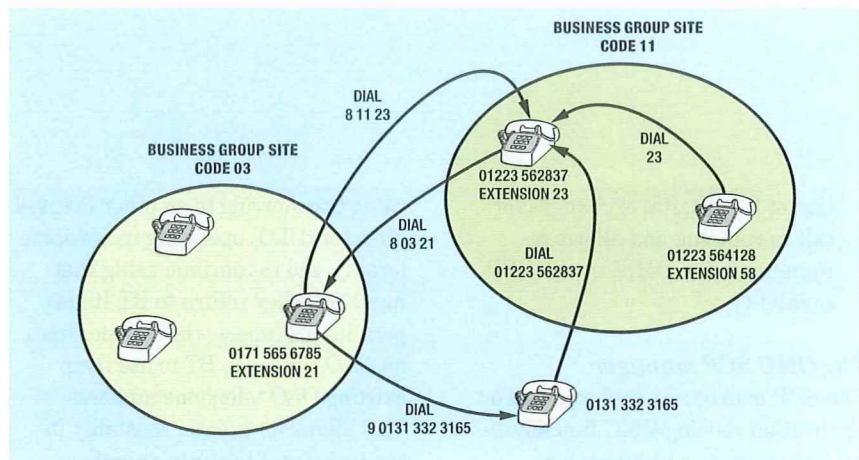 BUSINESS GROUP SITE
CODE 11
DIAL
8 11 23
BUSINESS GROUP SITE
CODE 03
DIAL
23
01223 562837
EXTENSION 23
DIAL
8 03 21
DIAL
01223 562837
01223 564128
EXTENSION 58
0171 565 6785
EXTENSION 21
DIAL
9 0131 332 3165
0131 332 3165